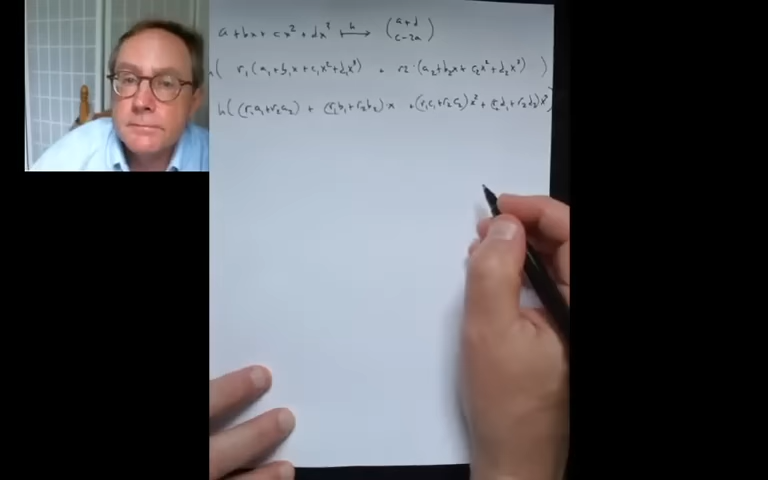 a + bx + cx² + dx³ ⟼ʰ (a+d
c−2a)
h( r₁(a₁+b₁x+c₁x²+d₁x³) + r₂·(a₂+b₂x+c₂x²+d₂x³) )
h( (r₁a₁+r₂a₂) + (r₁b₁+r₂b₂)·x + (r₁c₁+r₂c₂)x² + (r₁d₁+r₂d₂)x³)